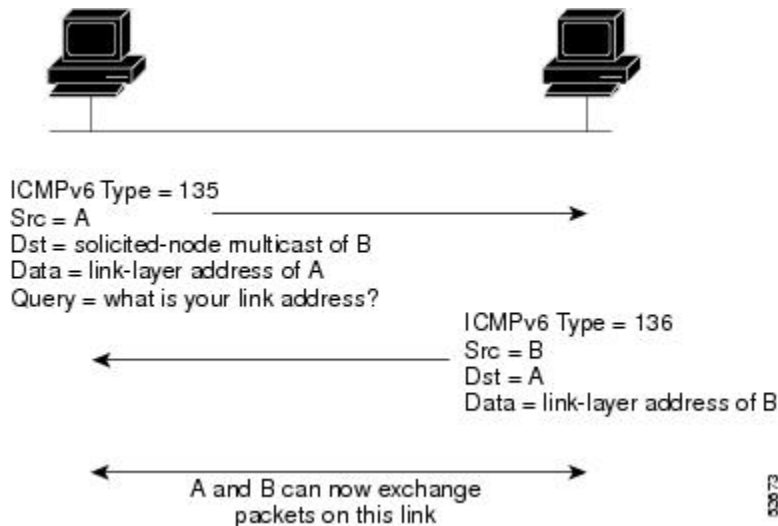 ICMPv6 Type = 135
Src = A
Dst = solicited-node multicast of B
Data = link-layer address of A
Query = what is your link address?
ICMPv6 Type = 136
Src = B
Dst = A
Data = link-layer address of B
A and B can now exchange
packets on this link
52673